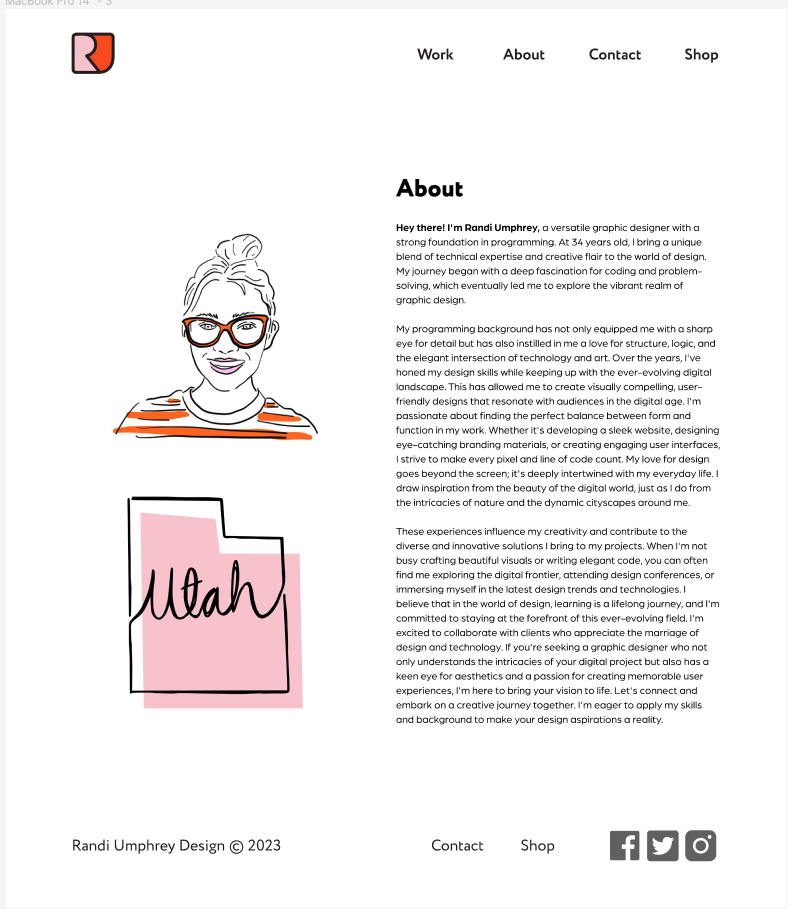 MacBook Pro 14" - 3
Work About Contact Shop
About
Hey there! I'm Randi Umphrey, a versatile graphic designer with a
strong foundation in programming. At 34 years old, I bring a unique
blend of technical expertise and creative flair to the world of design.
My journey began with a deep fascination for coding and problem-
solving, which eventually led me to explore the vibrant realm of
graphic design.
My programming background has not only equipped me with a sharp
eye for detail but has also instilled in me a love for structure, logic, and
the elegant intersection of technology and art. Over the years, I've
honed my design skills while keeping up with the ever-evolving digital
landscape. This has allowed me to create visually compelling, user-
friendly designs that resonate with audiences in the digital age. I'm
passionate about finding the perfect balance between form and
function in my work. Whether it's developing a sleek website, designing
eye-catching branding materials, or creating engaging user interfaces,
I strive to make every pixel and line of code count. My love for design
goes beyond the screen; it's deeply intertwined with my everyday life. I
draw inspiration from the beauty of the digital world, just as I do from
the intricacies of nature and the dynamic cityscapes around me.
These experiences influence my creativity and contribute to the
diverse and innovative solutions I bring to my projects. When I'm not
busy crafting beautiful visuals or writing elegant code, you can often
find me exploring the digital frontier, attending design conferences, or
immersing myself in the latest design trends and technologies. I
believe that in the world of design, learning is a lifelong journey, and I'm
committed to staying at the forefront of this ever-evolving field. I'm
excited to collaborate with clients who appreciate the marriage of
design and technology. If you're seeking a graphic designer who not
only understands the intricacies of your digital project but also has a
keen eye for aesthetics and a passion for creating memorable user
experiences, I'm here to bring your vision to life. Let's connect and
embark on a creative journey together. I'm eager to apply my skills
and background to make your design aspirations a reality.
Utah
Randi Umphrey Design © 2023 Contact Shop